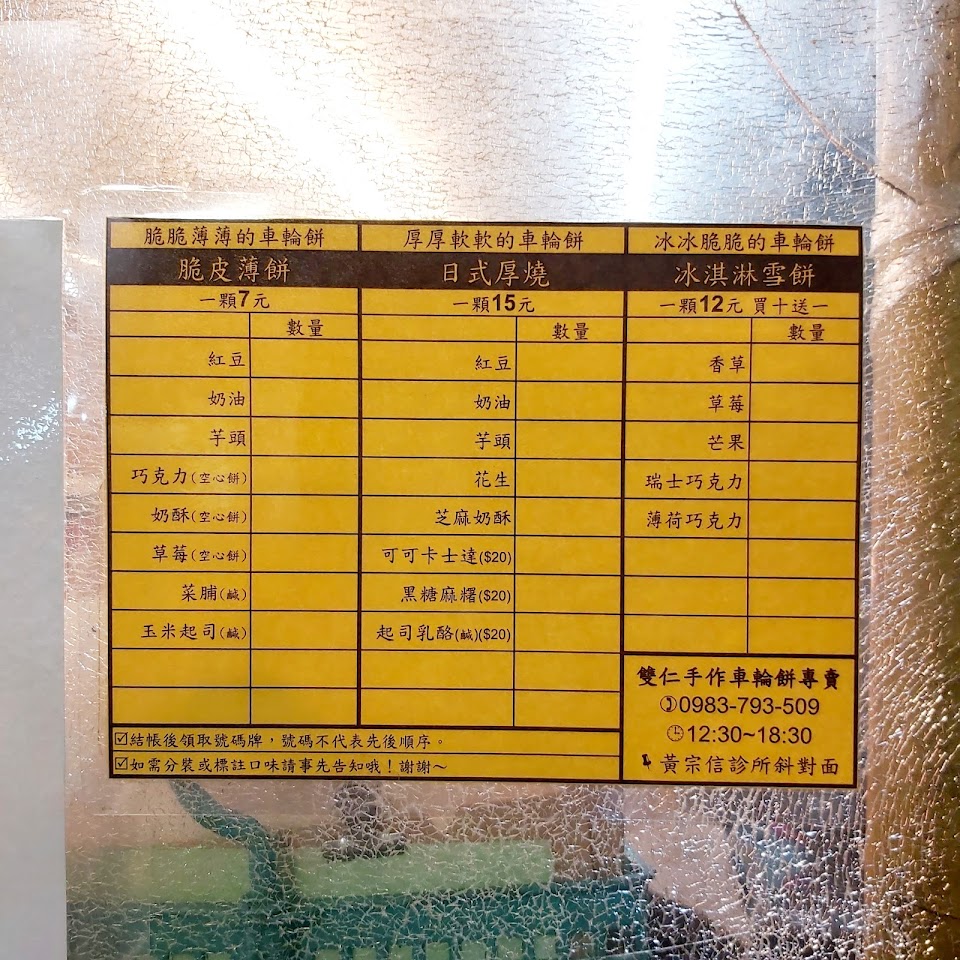 脆脆薄薄的車輪餅
脆皮薄餅
一顆7元
數量
紅豆
奶油
芋頭
巧克力(空心餅)
奶酥(空心餅)
草莓(空心餅)
菜脯(鹹)
玉米起司(鹹)
厚厚軟軟的車輪餅
日式厚燒
一顆15元
數量
紅豆
奶油
芋頭
花生
芝麻奶酥
可可卡士達($20)
黑糖麻糬($20)
起司乳酪(鹹)($20)
冰冰脆脆的車輪餅
冰淇淋雪餅
一顆12元 買十送一
數量
香草
草莓
芒果
瑞士巧克力
薄荷巧克力
☑結帳後領取號碼牌，號碼不代表先後順序。
☑如需分裝或標註口味請事先告知哦！謝謝～
雙仁手作車輪餅專賣
0983-793-509
12:30~18:30
黃宗信診所斜對面